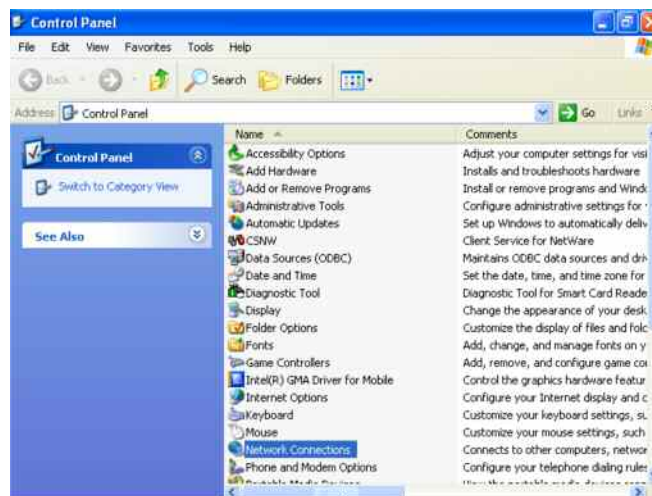 Control Panel
File Edit View Favorites Tools Help
Back Search Folders
Address Control Panel Go Links
Name Comments
Control Panel
Switch to Category View
See Also
Accessibility Options Adjust your computer settings for visi
Add Hardware Installs and troubleshoots hardware
Add or Remove Programs Install or remove programs and Windo
Administrative Tools Configure administrative settings for
Automatic Updates Set up Windows to automatically deliv
CSNW Client Service for NetWare
Data Sources (ODBC) Maintains ODBC data sources and driv
Date and Time Set the date, time, and time zone for
Diagnostic Tool Diagnostic Tool for Smart Card Reade
Display Change the appearance of your desk
Folder Options Customize the display of files and fold
Fonts Add, change, and manage fonts on y
Game Controllers Add, remove, and configure game co
Intel(R) GMA Driver for Mobile Control the graphics hardware featur
Internet Options Configure your Internet display and c
Keyboard Customize your keyboard settings, su
Mouse Customize your mouse settings, such
Network Connections Connects to other computers, networ
Phone and Modem Options Configure your telephone dialing rules
Portable Media Devices